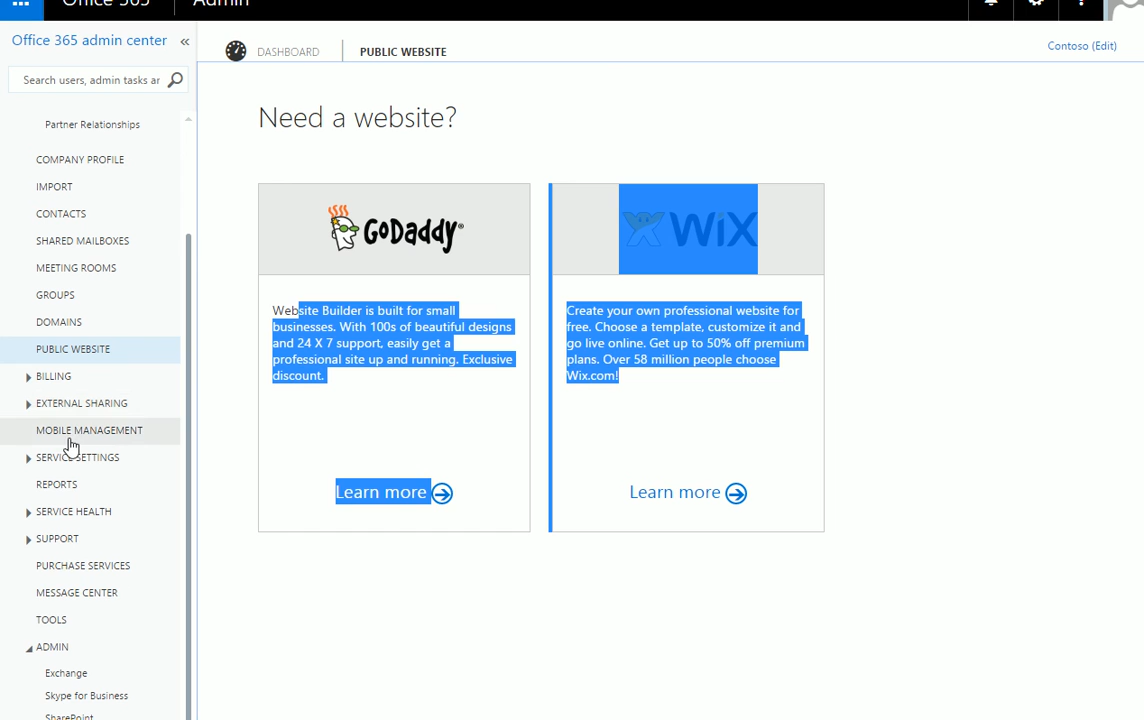 Office 365 Admin
Office 365 admin center «
DASHBOARD PUBLIC WEBSITE
Contoso (Edit)
Search users, admin tasks ar
Partner Relationships
COMPANY PROFILE
IMPORT
CONTACTS
SHARED MAILBOXES
MEETING ROOMS
GROUPS
DOMAINS
PUBLIC WEBSITE
BILLING
EXTERNAL SHARING
MOBILE MANAGEMENT
SERVICE SETTINGS
REPORTS
SERVICE HEALTH
SUPPORT
PURCHASE SERVICES
MESSAGE CENTER
TOOLS
ADMIN
Exchange
Skype for Business
SharePoint
Need a website?
GoDaddy
Website Builder is built for small
businesses. With 100s of beautiful designs
and 24 X 7 support, easily get a
professional site up and running. Exclusive
discount.
Learn more
WiX
Create your own professional website for
free. Choose a template, customize it and
go live online. Get up to 50% off premium
plans. Over 58 million people choose
Wix.com!
Learn more